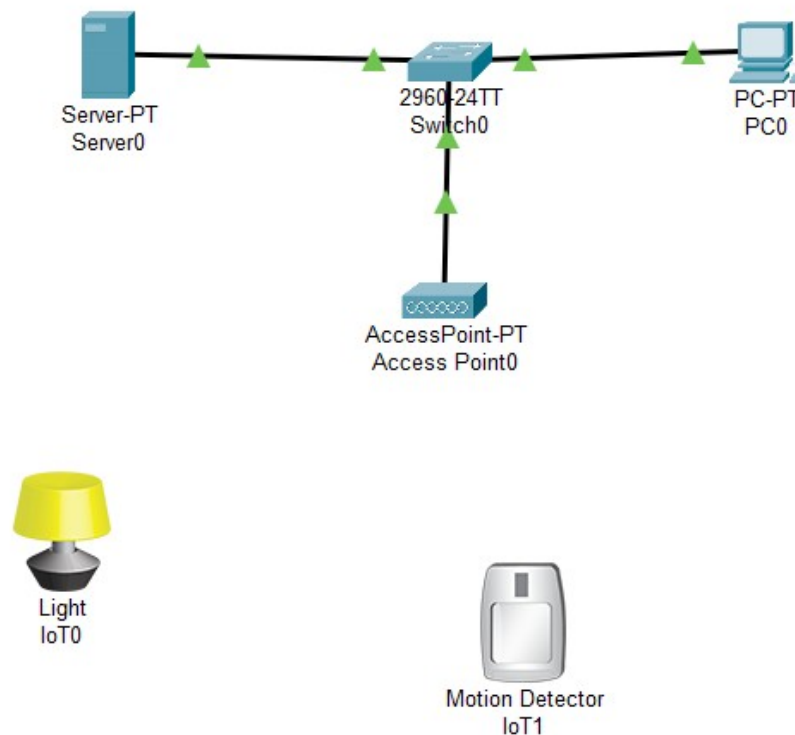 Server-PT
Server0
2960-24TT
Switch0
PC-PT
PC0
AccessPoint-PT
Access Point0
Light
IoT0
Motion Detector
IoT1